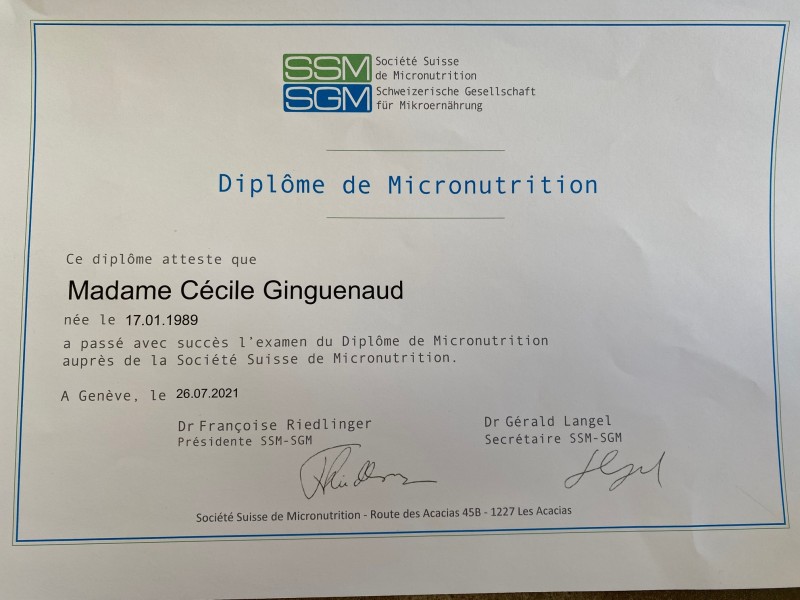 SSM Société Suisse
de Micronutrition
SGM Schweizerische Gesellschaft
für Mikroernährung
Diplôme de Micronutrition
Ce diplôme atteste que
Madame Cécile Ginguenaud
née le 17.01.1989
a passé avec succès l'examen du Diplôme de Micronutrition
auprès de la Société Suisse de Micronutrition.
A Genève, le 26.07.2021
Dr Françoise Riedlinger
Présidente SSM-SGM
Dr Gérald Langel
Secrétaire SSM-SGM
Société Suisse de Micronutrition - Route des Acacias 45B - 1227 Les Acacias